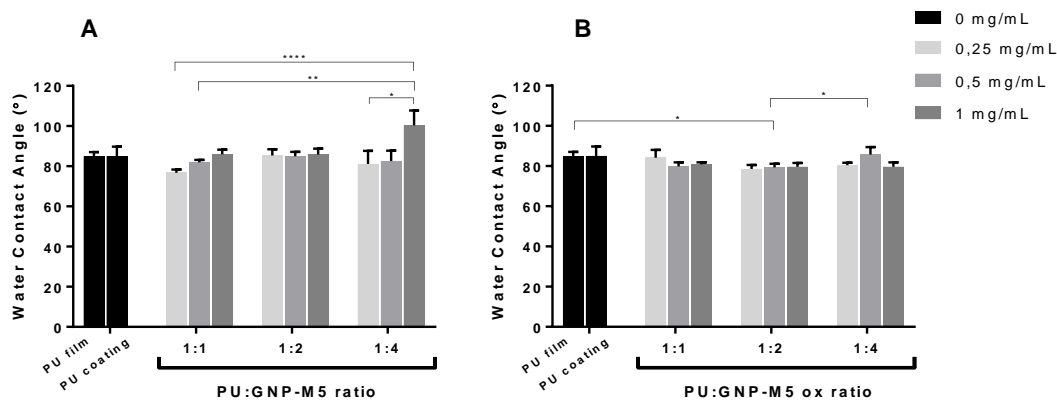 A
Water Contact Angle (º)
120
100
80
60
40
20
0
****
**
*
PU film
PU coating
1:1
1:2
1:4
PU:GNP-M5 ratio
B
Water Contact Angle (º)
120
100
80
60
40
20
0
*
*
PU film
PU coating
1:1
1:2
1:4
PU:GNP-M5 ox ratio
0 mg/mL
0,25 mg/mL
0,5 mg/mL
1 mg/mL